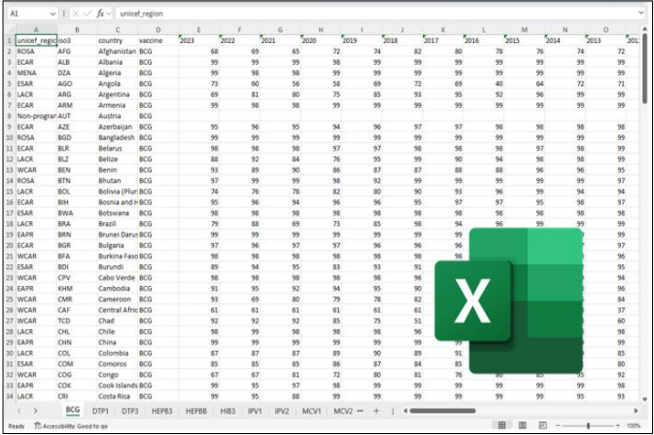 A1 fx unicef_region
A B C D E F G H I J K L M N O
1 unicef_regic iso3 country vaccine 2023 2022 2021 2020 2019 2018 2017 2016 2015 2014 2013 201
2 ROSA AFG Afghanistan BCG 68 69 65 72 74 82 80 78 76 74 72
3 ECAR ALB Albania BCG 99 99 99 98 99 99 99 99 99 99 99
4 MENA DZA Algeria BCG 99 98 98 99 99 99 99 99 99 99 99
5 ESAR AGO Angola BCG 73 60 56 58 69 72 69 40 64 72 71
6 LACR ARG Argentina BCG 69 81 80 75 85 93 95 92 96 99 99
7 ECAR ARM Armenia BCG 99 98 98 99 99 99 99 99 99 99 99
8 Non-progran AUT Austria BCG
9 ECAR AZE Azerbaijan BCG 95 96 95 94 96 97 97 98 98 98 98
10 ROSA BGD Bangladesh BCG 99 99 99 99 99 99 99 99 99 99 99
11 ECAR BLR Belarus BCG 98 98 98 97 97 98 98 98 97 98 99
12 LACR BLZ Belize BCG 88 92 84 76 95 99 90 94 98 98 99
13 WCAR BEN Benin BCG 93 89 90 86 87 87 88 88 96 96 95
14 ROSA BTN Bhutan BCG 97 99 99 98 92 99 99 99 99 99 97
15 LACR BOL Bolivia (Plur BCG 74 76 78 82 80 90 93 96 99 94 94
16 ECAR BIH Bosnia and H BCG 95 96 94 96 96 95 97 97 95 98 97
17 ESAR BWA Botswana BCG 98 98 98 98 98 98 98 98 98 98 98
18 LACR BRA Brazil BCG 79 88 69 73 85 98 94 96 99 99
19 EAPR BRN Brunei Darus BCG 99 99 99 99 99 99 99
20 ECAR BGR Bulgaria BCG 97 96 97 97 96 96 96 97
21 WCAR BFA Burkina Faso BCG 98 98 98 98 98 98
22 ESAR BDI Burundi BCG 89 94 95 83 93 91 95
23 WCAR CPV Cabo Verde BCG 98 98 98 98 98 96
24 EAPR KHM Cambodia BCG 91 95 92 94 95 90 96
25 WCAR CMR Cameroon BCG 93 69 80 79 78 82 84
26 WCAR CAF Central Afric BCG 61 61 61 61 61 61 37
27 WCAR TCD Chad BCG 92 92 92 85 75 51 60
28 LACR CHL Chile BCG 98 99 98 98 98 96 98
29 EAPR CHN China BCG 99 99 99 99 99 99 99
30 LACR COL Colombia BCG 87 87 87 89 90 89 91 85
31 ESAR COM Comoros BCG 85 85 85 86 87 84 85 80
32 WCAR COG Congo BCG 67 67 81 72 80 81 76 80 85 95 92
33 EAPR COK Cook Islands BCG 99 95 97 98 99 99 99 99 99 99 98
34 LACR CRI Costa Rica BCG 99 99 95 88 99 99 99 99 99 95 93
BCG DTP1 DTP3 HEPB3 HEPBB HIB3 IPV1 IPV2 MCV1 MCV2
Ready Accessibility: Good to go 100%
X